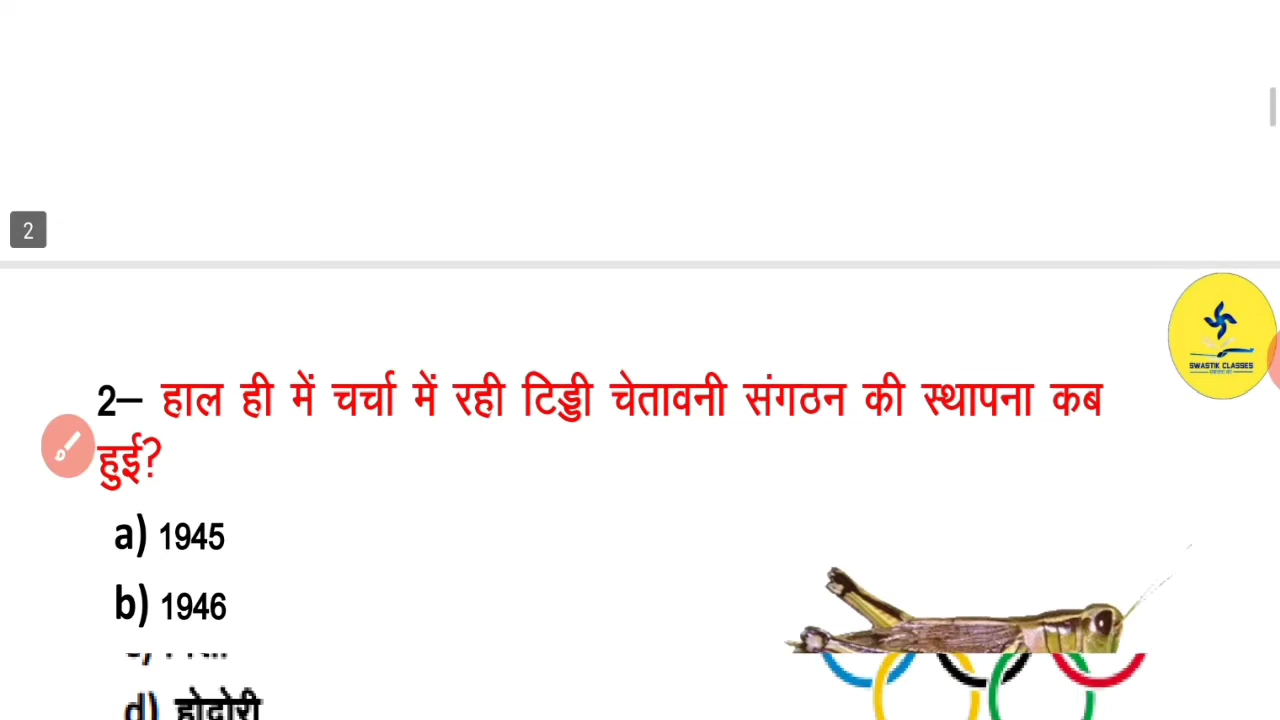 2
SWASTIK CLASSES
2– हाल ही में चर्चा में रही टिड्डी चेतावनी संगठन की स्थापना कब
हुई?
a) 1945
b) 1946